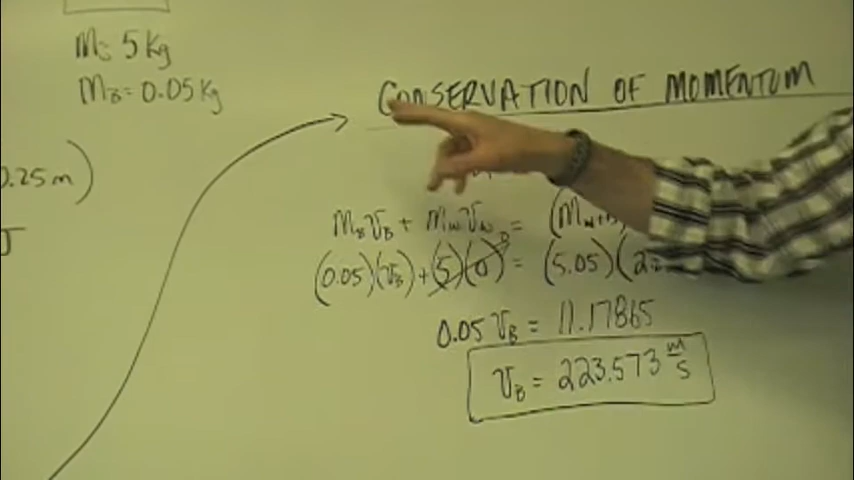 m = 5 Kg
m_B = 0.05 Kg
0.25 m)
J
CONSERVATION OF MOMENTUM
m_B v_B + m_W v_W = (m_W+
(0.05)(v_B) + (5)(0) 0 = (5.05)(2.
0.05 v_B = 11.17865
v_B = 223.573 m/s